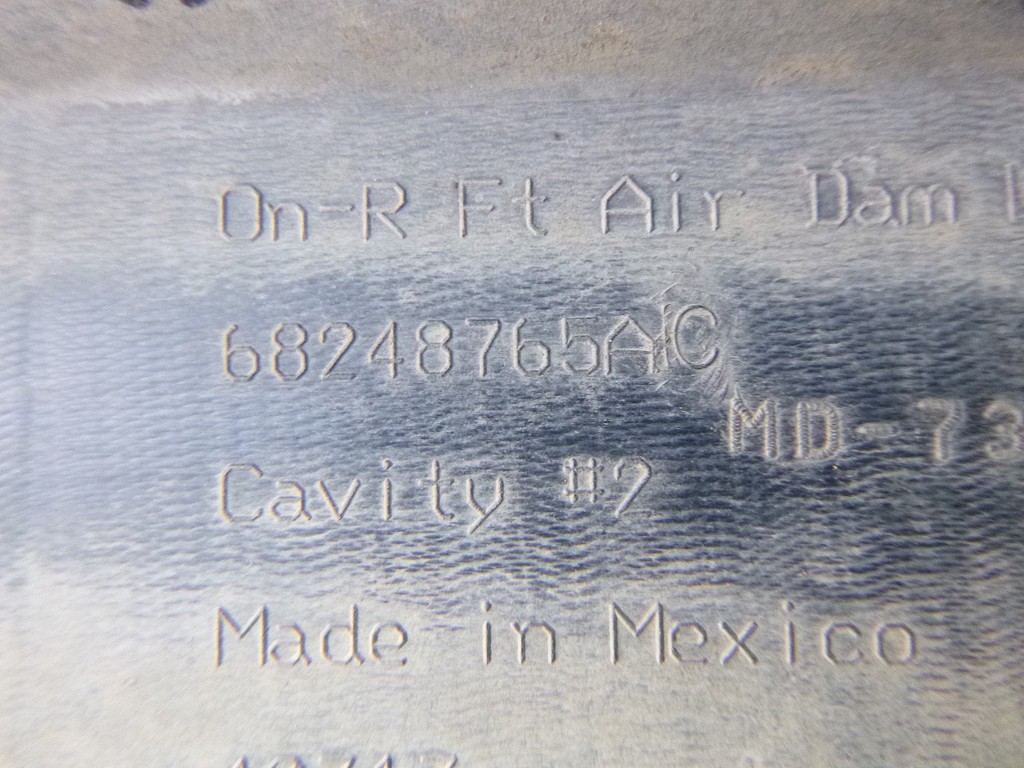 On-R Ft Air Dam
68248765AC
MD-73
Cavity #2
Made in Mexico